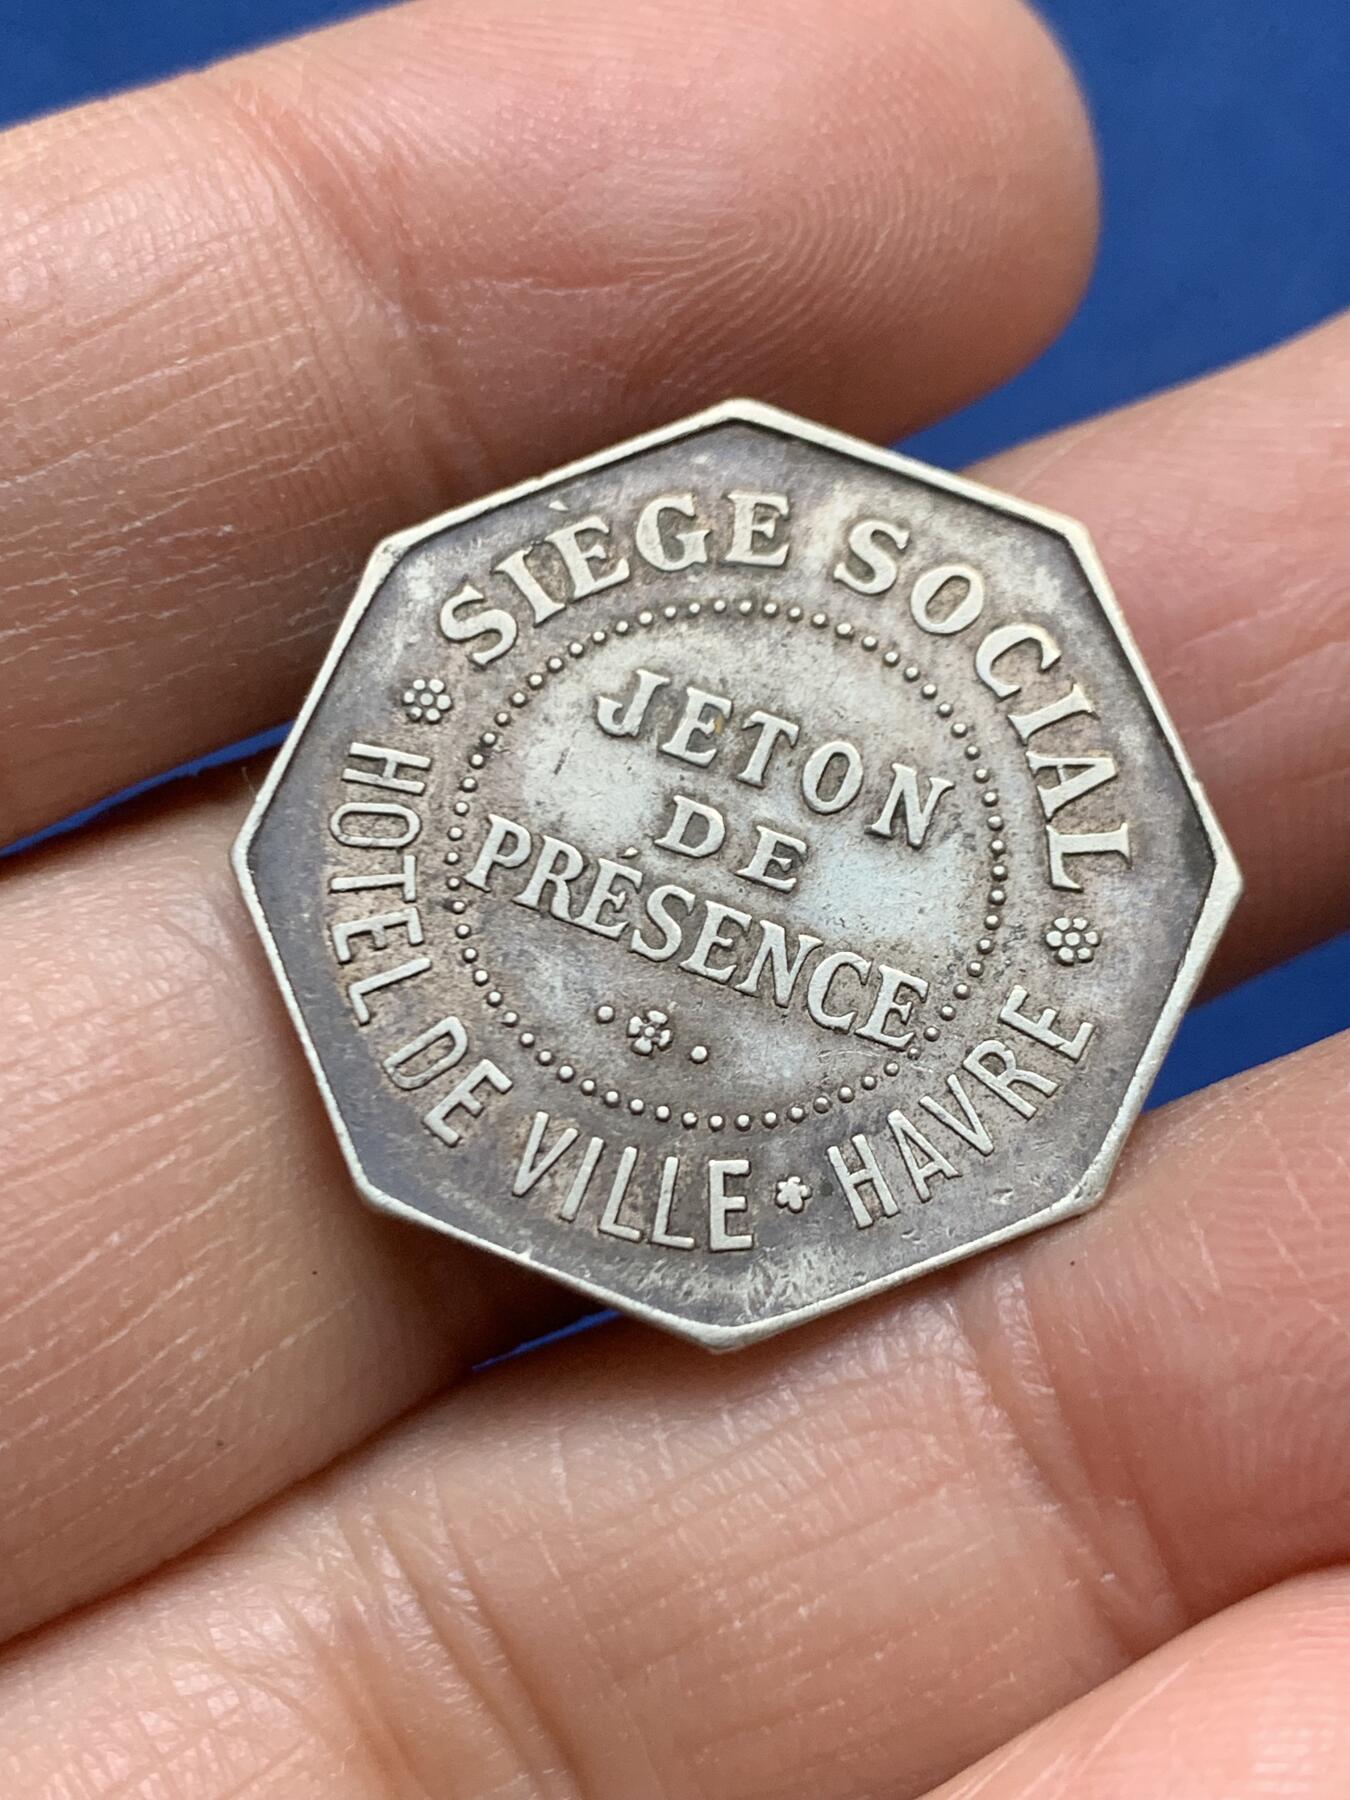 SIÈGE SOCIAL
JETON
DE
PRÉSENCE
HOTEL DE VILLE HAVRE